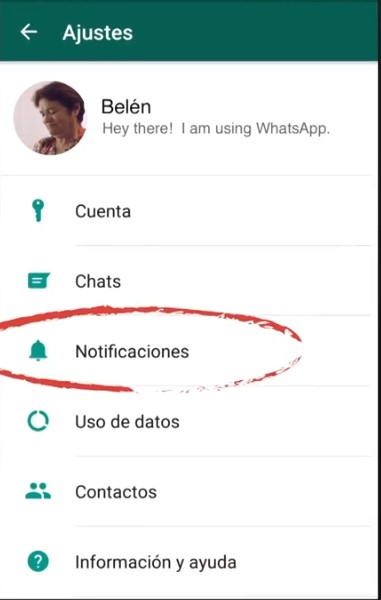 Ajustes
Belén
Hey there! I am using WhatsApp.
Cuenta
Chats
Notificaciones
Uso de datos
Contactos
Información y ayuda